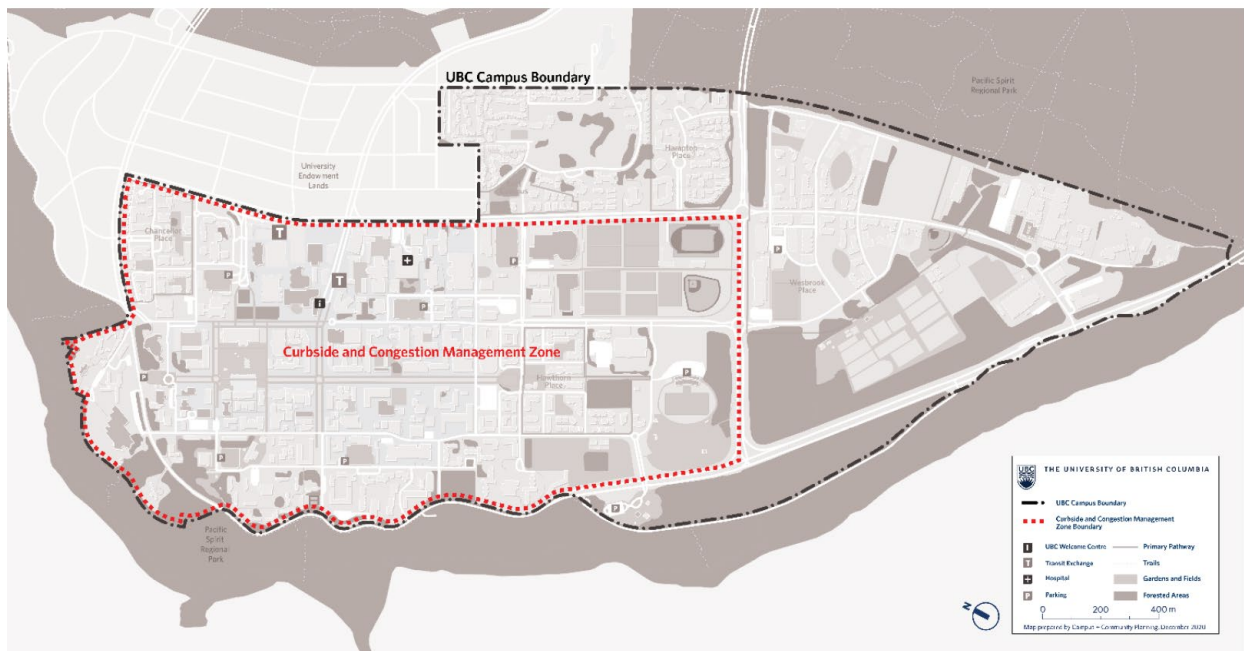 UBC Campus Boundary
Pacific Spirit
Regional Park
University
Endowment
Lands
Hampton
Place
Chancellor
Place
T
T
P
P
P
P
i
Wesbrook
Place
Curbside and Congestion Management Zone
Hawthorn
Place
P
P
P
P
P
Pacific
Spirit
Regional
Park
N
UBC
THE UNIVERSITY OF BRITISH COLUMBIA
UBC Campus Boundary
Curbside and Congestion Management
Zone Boundary
i UBC Welcome Centre Primary Pathway
T Transit Exchange Trails
Hospital Gardens and Fields
P Parking Forested Areas
0 200 400 m
Map prepared by Campus + Community Planning, December 2020